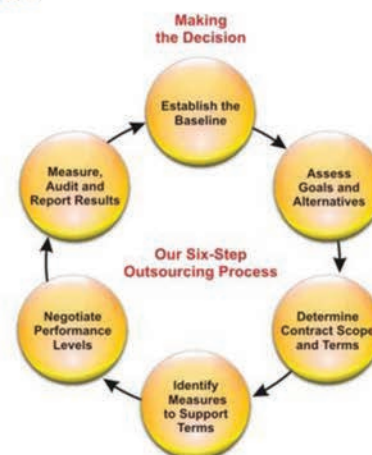 Making
the Decision
Establish the
Baseline
Assess
Goals and
Alternatives
Determine
Contract Scope
and Terms
Identify
Measures
to Support
Terms
Negotiate
Performance
Levels
Measure,
Audit and
Report Results
Our Six-Step
Outsourcing Process